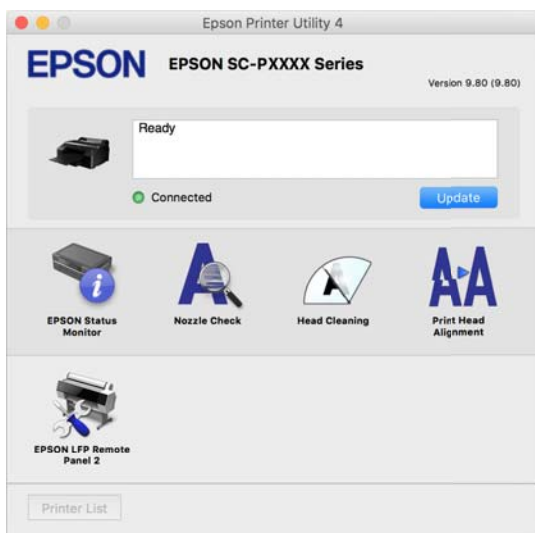 Epson Printer Utility 4
EPSON
EPSON SC-PXXXX Series
Version 9.80 (9.80)
Ready
Connected
Update
EPSON Status
Monitor
Nozzle Check
Head Cleaning
Print Head
Alignment
EPSON LFP Remote
Panel 2
Printer List